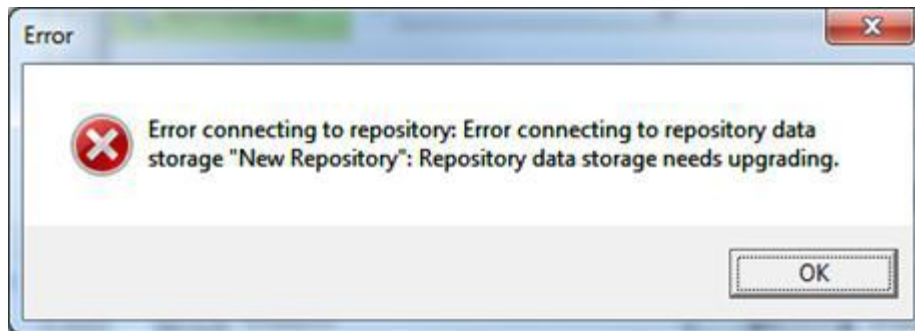 Error
Error connecting to repository: Error connecting to repository data
storage "New Repository": Repository data storage needs upgrading.
OK